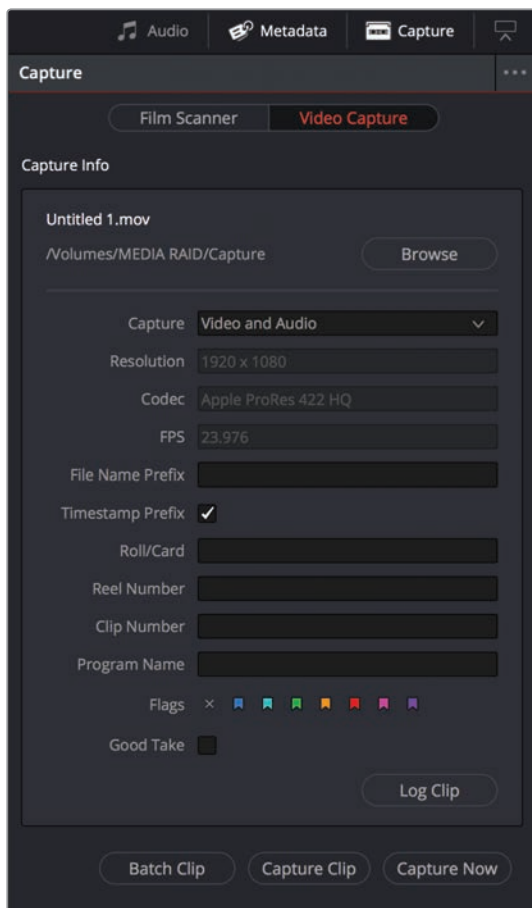 Audio Metadata Capture
Capture
Film Scanner Video Capture
Capture Info
Untitled 1.mov
/Volumes/MEDIA RAID/Capture Browse
Capture Video and Audio
Resolution 1920 x 1080
Codec Apple ProRes 422 HQ
FPS 23.976
File Name Prefix
Timestamp Prefix
Roll/Card
Reel Number
Clip Number
Program Name
Flags
Good Take
Log Clip
Batch Clip Capture Clip Capture Now